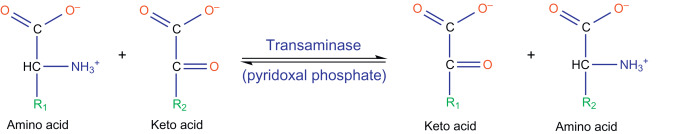 O O⁻ O O⁻ O O⁻ O O⁻
C C C C
+ Transaminase +
HC NH₃⁺ C O (pyridoxal phosphate) C O HC NH₃⁺
R₁ R₂ R₁ R₂
Amino acid Keto acid Keto acid Amino acid